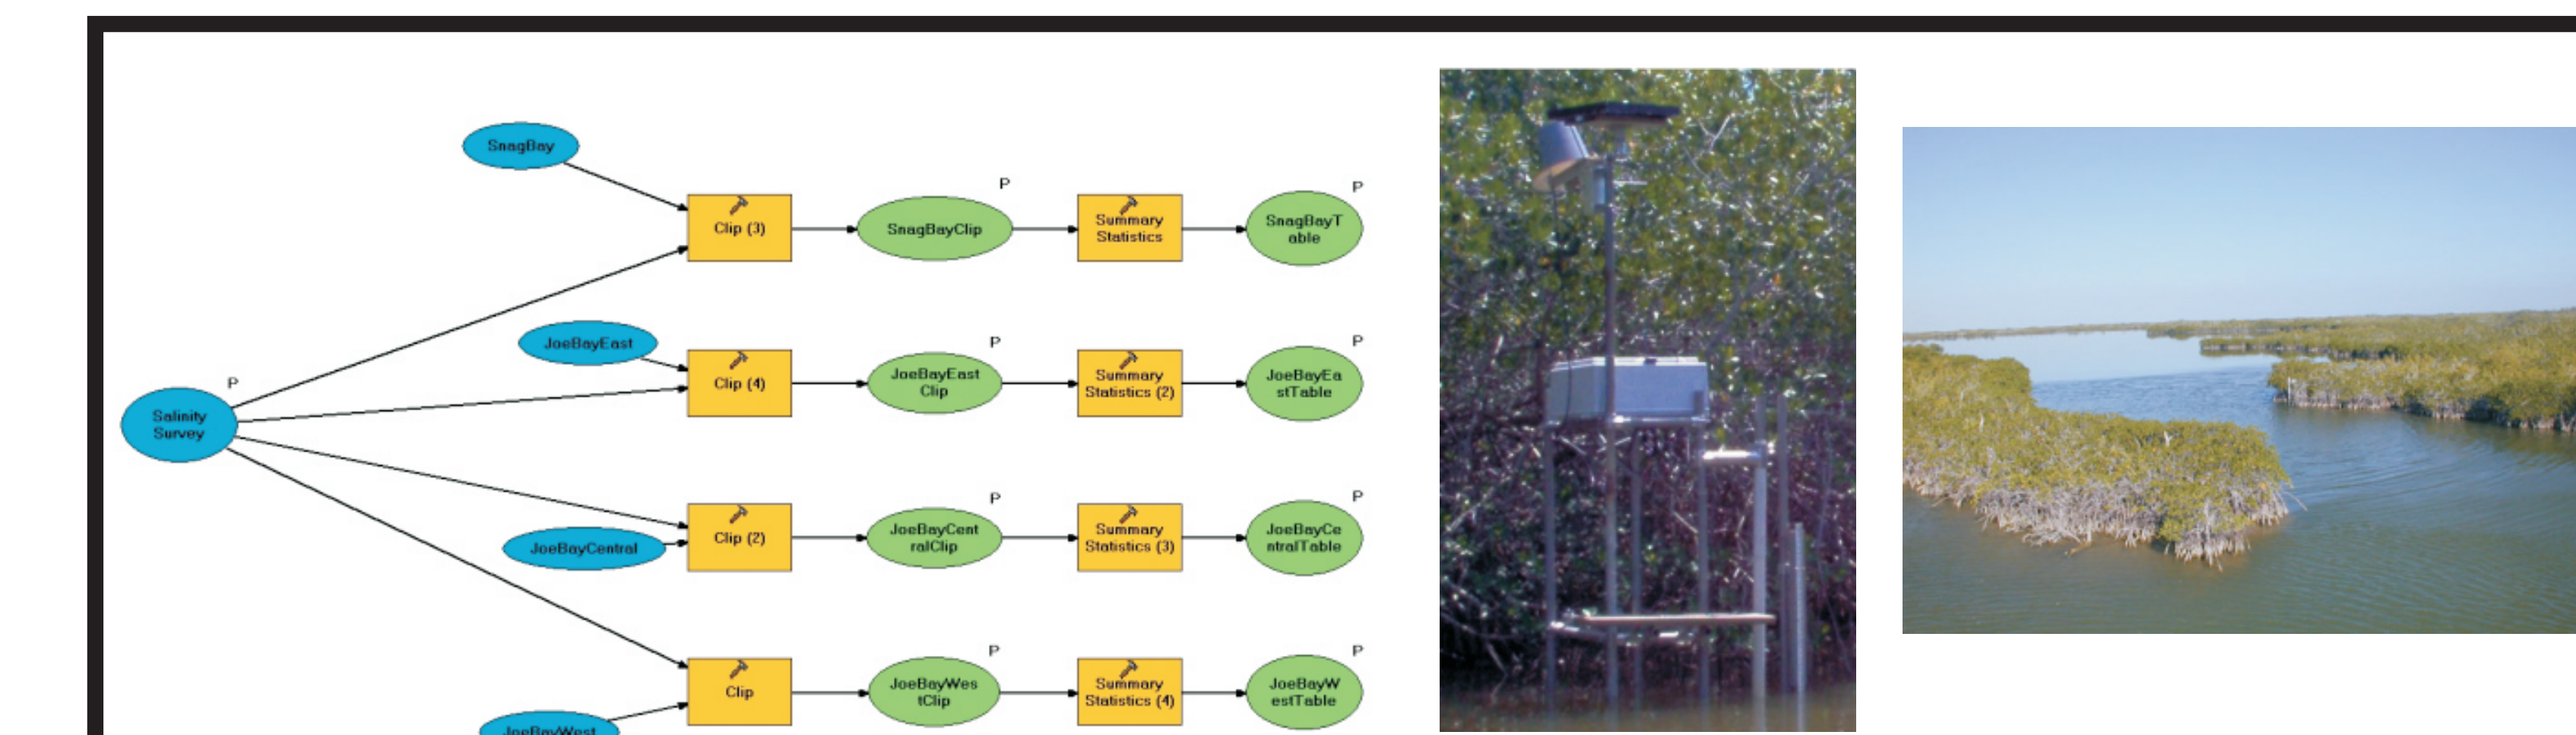 SnagBay
P
P
Clip (3)
SnagBayClip
Summary
Statistics
SnagBayT
able
JoeBayEast
P
P
P
Clip (4)
JoeBayEast
Clip
Summary
Statistics (2)
JoeBayEa
stTable
Salinity
Survey
P
P
JoeBayCentral
Clip (2)
JoeBayCent
ralClip
Summary
Statistics (3)
JoeBayCe
ntralTable
P
P
Clip
JoeBayWes
tClip
Summary
Statistics (4)
JoeBayW
estTable
JoeBayWest